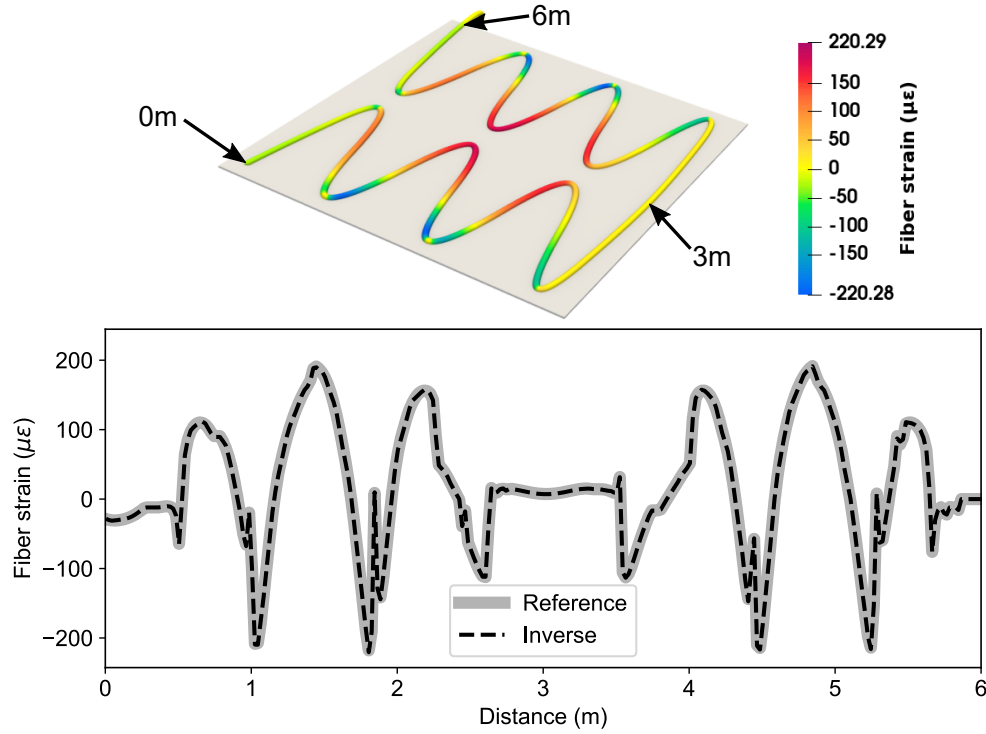 6m
0m
3m
220.29
150
100
50
0
-50
-100
-150
-220.28
Fiber strain (με)
200
100
0
−100
−200
Fiber strain (με)
Reference
Inverse
0 1 2 3 4 5 6
Distance (m)